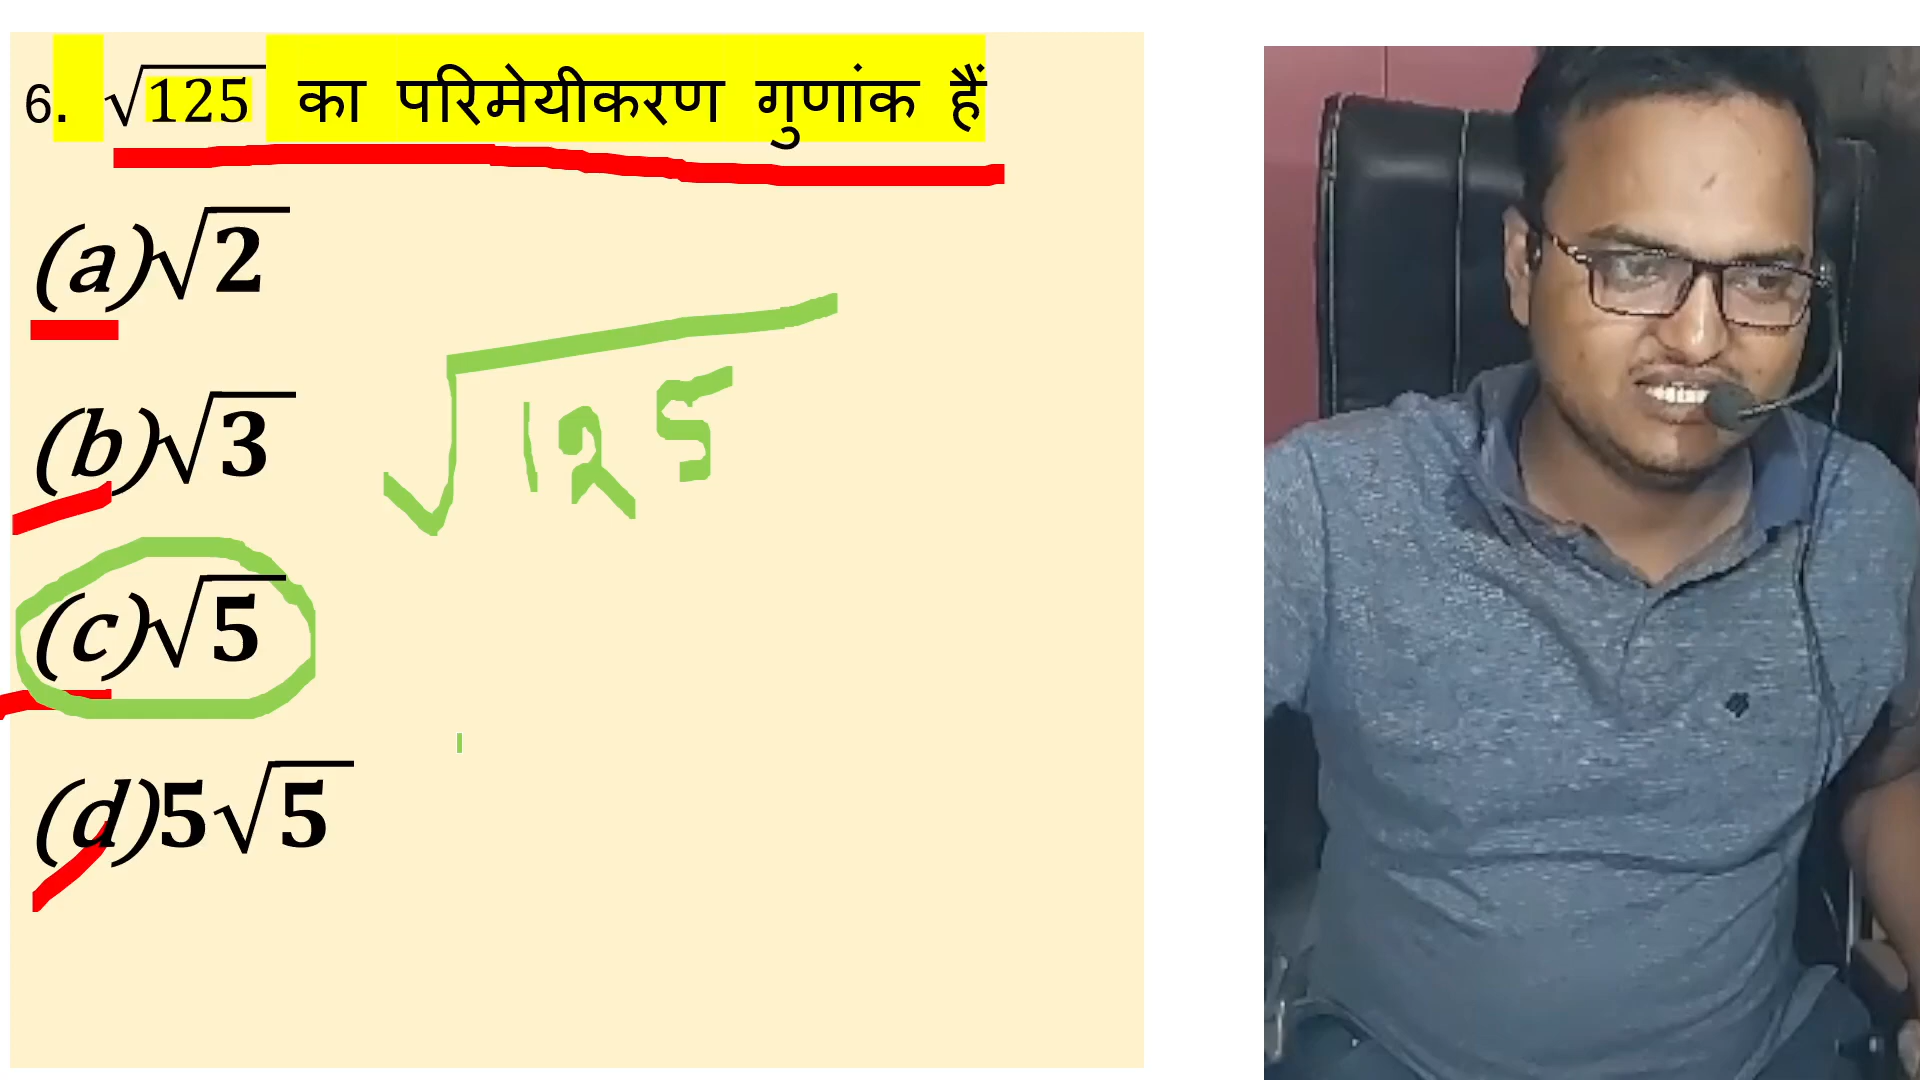 6. √125 का परिमेयीकरण गुणांक हैं
(a)√2
(b)√3
√125
(c)√5
(d)5√5